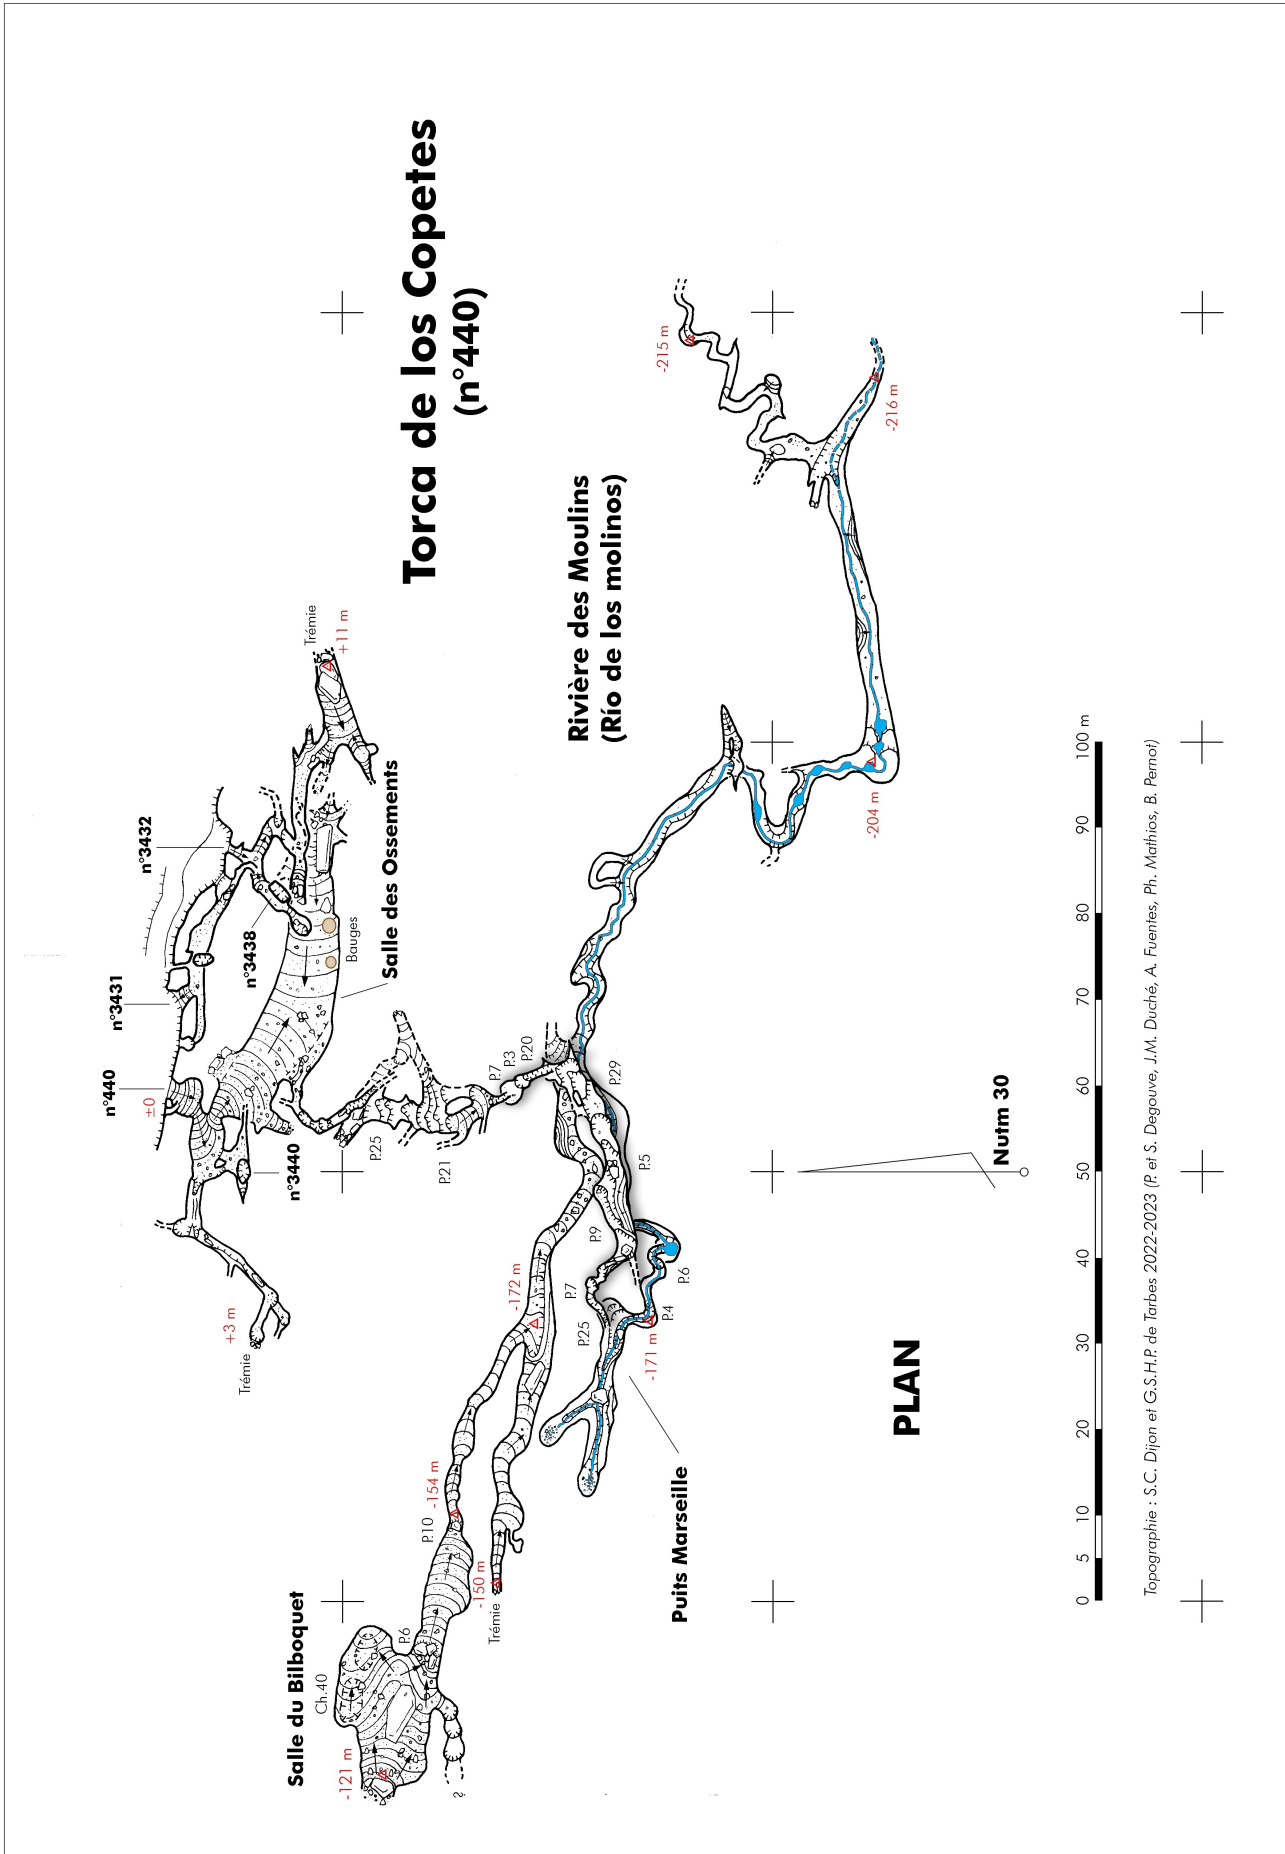 Torca de los Copetes
(n°440)
n°3432
n°3431
n°440
±0
n°3438
n°3440
Trémie
+11 m
Bauges
Salle des Ossements
Trémie
+3 m
P.25
P.21
P.7
P.3
P.20
P.29
P.5
P.9
P.7
P.25
P.6
P.4
-171 m
-172 m
-154 m
P.10
-150 m
Trémie
Salle du Bilboquet
Ch.40
P.6
-121 m
?
Puits Marseille
Rivière des Moulins
(Río de los molinos)
-215 m
-216 m
-204 m
PLAN
Nutm 30
0 5 10 20 30 40 50 60 70 80 90 100 m
Topographie : S.C. Dijon et G.S.H.P. de Tarbes 2022-2023 (P. et S. Degouve, J.M. Duché, A. Fuentes, Ph. Mathios, B. Pernot)